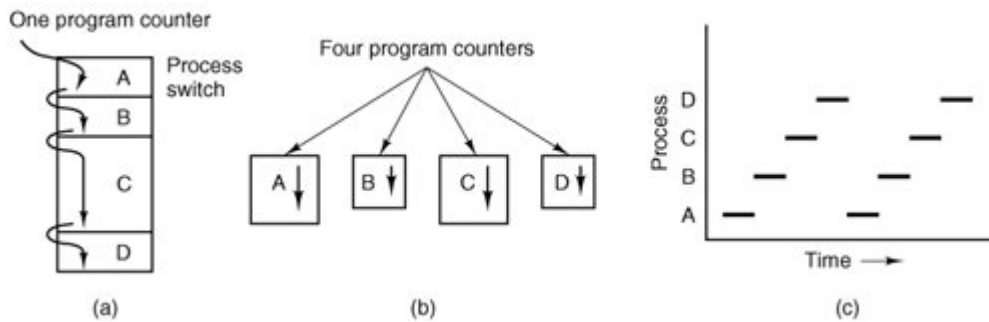 One program counter
Process
switch
A
B
C
D
(a)
Four program counters
A
B
C
D
(b)
Process
D
C
B
A
Time
(c)